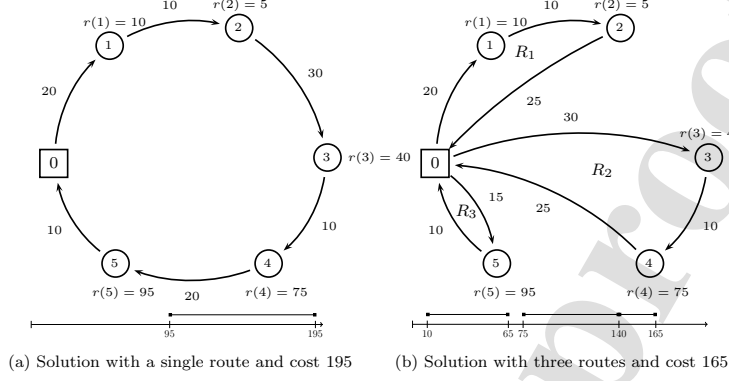 10
r(2) = 5
r(1) = 10
2
1
30
20
0
3
r(3) = 40
10
10
5
4
r(5) = 95
20
r(4) = 75
95
195
(a) Solution with a single route and cost 195
10
r(2) = 5
r(1) = 10
2
1
R1
20
25
30
r(3) =
0
3
R2
15
R3
25
10
10
5
4
r(5) = 95
r(4) = 75
10
65
75
140
165
(b) Solution with three routes and cost 165